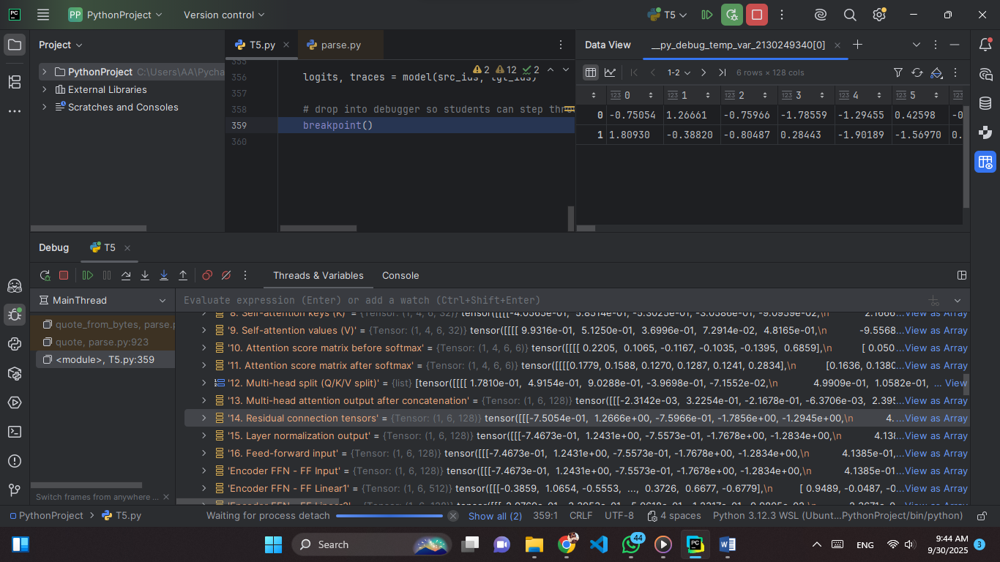 PP PythonProject Version control T5
Project
PythonProject C:\Users\AA\Pycha
External Libraries
Scratches and Consoles
T5.py parse.py
2 12 2
356 logits, traces = model(src_ids, tgt_ids)
357
358 # drop into debugger so students can step thr
359 breakpoint()
360
Data View __py_debug_temp_var_2130249340[0]
1-2 6 rows × 128 cols
123 0 123 1 123 2 123 3 123 4 123 5 123
0 -0.75054 1.26661 -0.75966 -1.78559 -1.29455 0.42598 -0
1 1.80930 -0.38820 -0.80487 0.28443 -1.90189 -1.56970 0.
Debug T5
Threads & Variables Console
MainThread
quote_from_bytes, parse.p
quote, parse.py:923
<module>, T5.py:359
Switch frames from anywhere ...
Evaluate expression (Enter) or add a watch (Ctrl+Shift+Enter)
'8. Self-attention keys (K)' = {Tensor: (1, 4, 6, 32)} tensor([[[[-4.0565e-01, 5.8514e-01, -3.3025e-01, -3.0586e-01, -9.0959e-02,\n 2.1666 ...View as Array
'9. Self-attention values (V)' = {Tensor: (1, 4, 6, 32)} tensor([[[[ 9.9316e-01, 5.1250e-01, 3.6996e-01, 7.2914e-02, 4.8165e-01,\n -9.5568 ...View as Array
'10. Attention score matrix before softmax' = {Tensor: (1, 4, 6, 6)} tensor([[[[ 0.2205, 0.1065, -0.1167, -0.1035, -0.1395, 0.6859],\n [ 0.050 ...View as Array
'11. Attention score matrix after softmax' = {Tensor: (1, 4, 6, 6)} tensor([[[[0.1779, 0.1588, 0.1270, 0.1287, 0.1241, 0.2834],\n [0.1636, 0.1380 ...View as Array
'12. Multi-head split (Q/K/V split)' = {list} [tensor([[[[ 1.7810e-01, 4.9154e-01, 9.0288e-01, -3.9698e-01, -7.1552e-02,\n 4.9909e-01, 1.0582e-01, ... View
'13. Multi-head attention output after concatenation' = {Tensor: (1, 6, 128)} tensor([[[-2.3142e-03, 3.2254e-01, -2.1678e-01, -6.3706e-03, 2.395 ...View as Array
'14. Residual connection tensors' = {Tensor: (1, 6, 128)} tensor([[[-7.5054e-01, 1.2666e+00, -7.5966e-01, -1.7856e+00, -1.2945e+00,\n 4. ...View as Array
'15. Layer normalization output' = {Tensor: (1, 6, 128)} tensor([[[-7.4673e-01, 1.2431e+00, -7.5573e-01, -1.7678e+00, -1.2834e+00,\n 4.138 ...View as Array
'16. Feed-forward input' = {Tensor: (1, 6, 128)} tensor([[[-7.4673e-01, 1.2431e+00, -7.5573e-01, -1.7678e+00, -1.2834e+00,\n 4.1385e-01, ...View as Array
'Encoder FFN - FF Input' = {Tensor: (1, 6, 128)} tensor([[[-7.4673e-01, 1.2431e+00, -7.5573e-01, -1.7678e+00, -1.2834e+00,\n 4.1385e-01 ...View as Array
'Encoder FFN - FF Linear1' = {Tensor: (1, 6, 512)} tensor([[[-0.3859, 1.0654, -0.5553, ..., 0.3726, 0.6677, -0.6779],\n [ 0.9489, -0.0487, -0 ...View as Array
PythonProject T5.py Waiting for process detach Show all (2) 359:1 CRLF UTF-8 4 spaces Python 3.12.3 WSL (Ubunt...PythonProject/bin/python)
Search 44 ENG 9:44 AM
9/30/2025 3